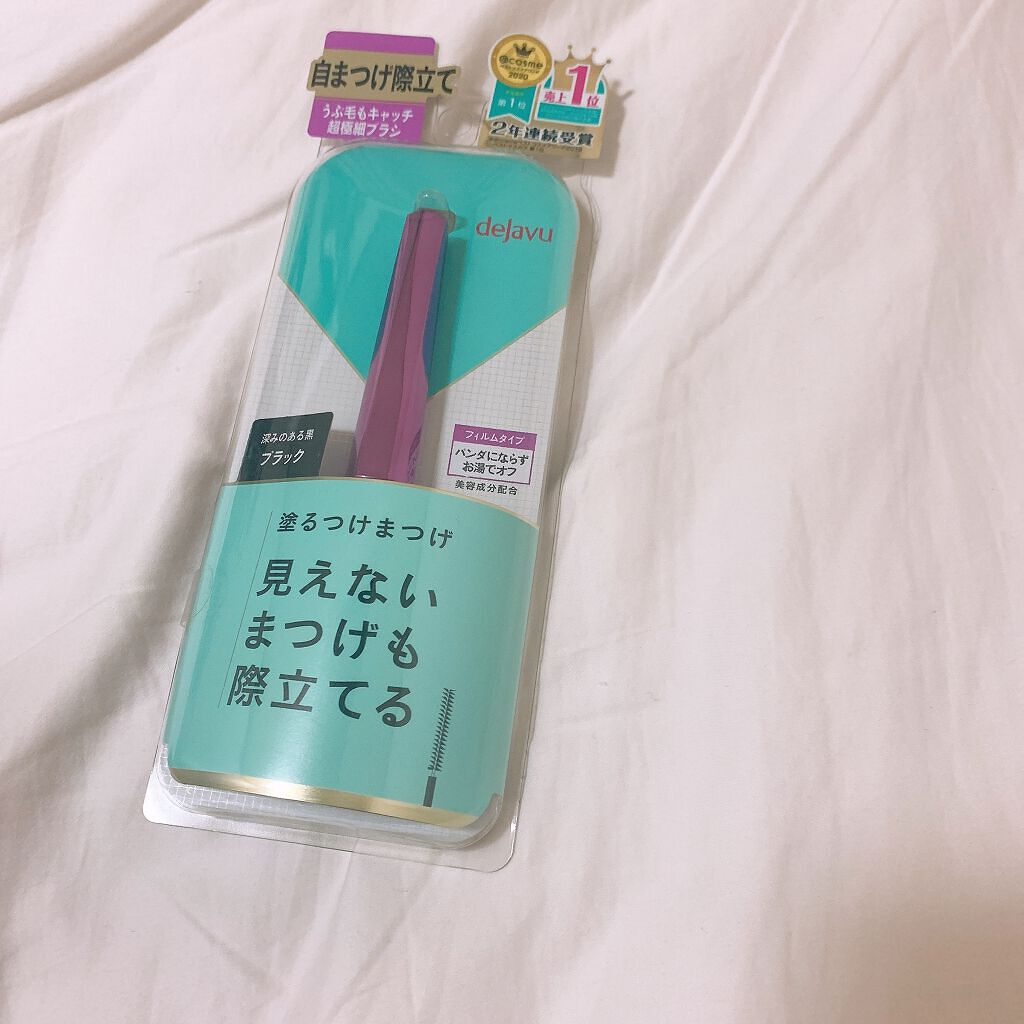 自まつげ際立て
うぶ毛もキャッチ
超極細ブラシ
@cosme
2020
第1位
売上1位
2年連続受賞
dejavu
深みのある黒
ブラック
フィルムタイプ
パンダにならず
お湯でオフ
美容成分配合
塗るつけまつげ
見えない
まつげも
際立てる